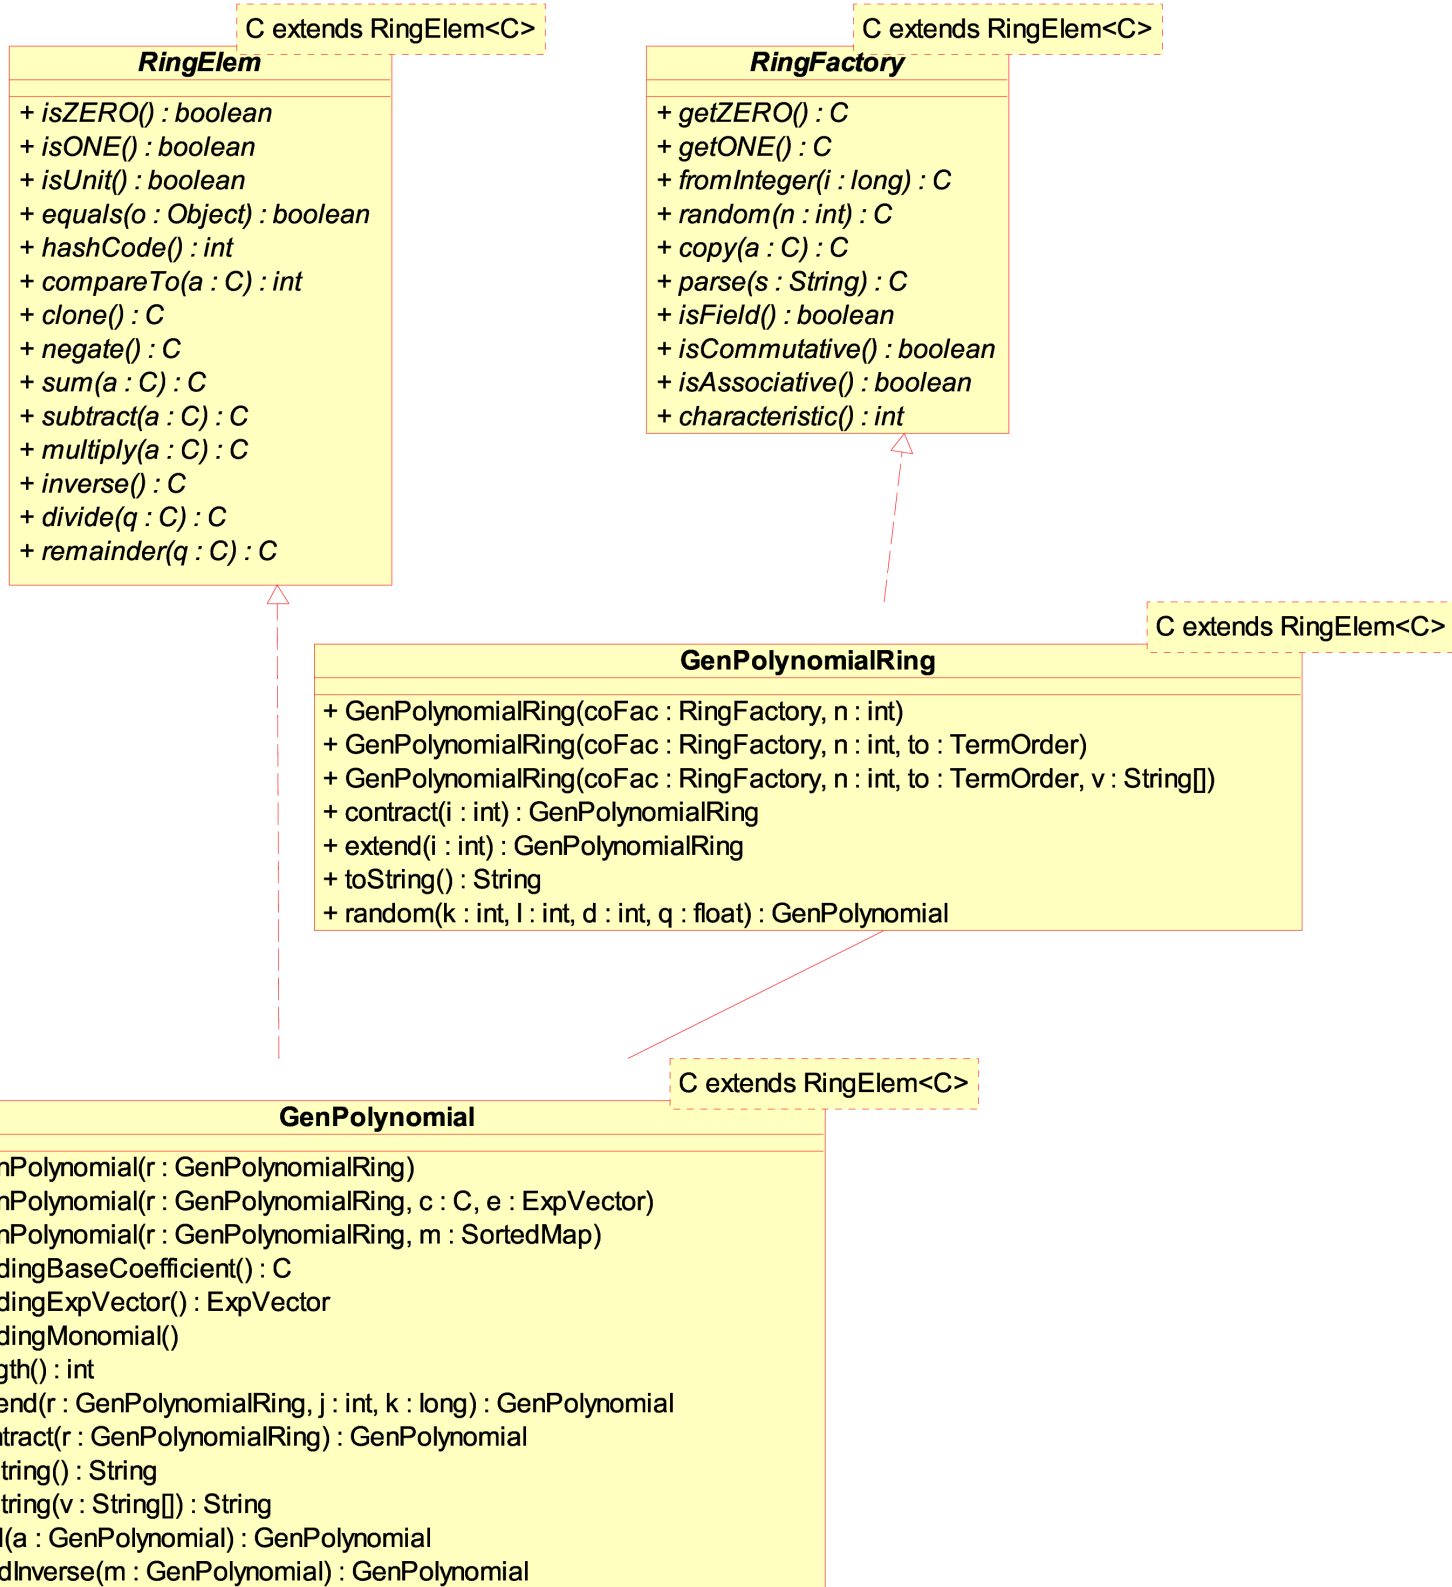 C extends RingElem<C>
RingElem
+ isZERO() : boolean
+ isONE() : boolean
+ isUnit() : boolean
+ equals(o : Object) : boolean
+ hashCode() : int
+ compareTo(a : C) : int
+ clone() : C
+ negate() : C
+ sum(a : C) : C
+ subtract(a : C) : C
+ multiply(a : C) : C
+ inverse() : C
+ divide(q : C) : C
+ remainder(q : C) : C
C extends RingElem<C>
RingFactory
+ getZERO() : C
+ getONE() : C
+ fromInteger(i : long) : C
+ random(n : int) : C
+ copy(a : C) : C
+ parse(s : String) : C
+ isField() : boolean
+ isCommutative() : boolean
+ isAssociative() : boolean
+ characteristic() : int
C extends RingElem<C>
GenPolynomialRing
+ GenPolynomialRing(coFac : RingFactory, n : int)
+ GenPolynomialRing(coFac : RingFactory, n : int, to : TermOrder)
+ GenPolynomialRing(coFac : RingFactory, n : int, to : TermOrder, v : String[])
+ contract(i : int) : GenPolynomialRing
+ extend(i : int) : GenPolynomialRing
+ toString() : String
+ random(k : int, l : int, d : int, q : float) : GenPolynomial
C extends RingElem<C>
GenPolynomial
nPolynomial(r : GenPolynomialRing)
nPolynomial(r : GenPolynomialRing, c : C, e : ExpVector)
nPolynomial(r : GenPolynomialRing, m : SortedMap)
dingBaseCoefficient() : C
dingExpVector() : ExpVector
dingMonomial()
gth() : int
end(r : GenPolynomialRing, j : int, k : long) : GenPolynomial
ntract(r : GenPolynomialRing) : GenPolynomial
tring() : String
tring(v : String[]) : String
l(a : GenPolynomial) : GenPolynomial
dInverse(m : GenPolynomial) : GenPolynomial